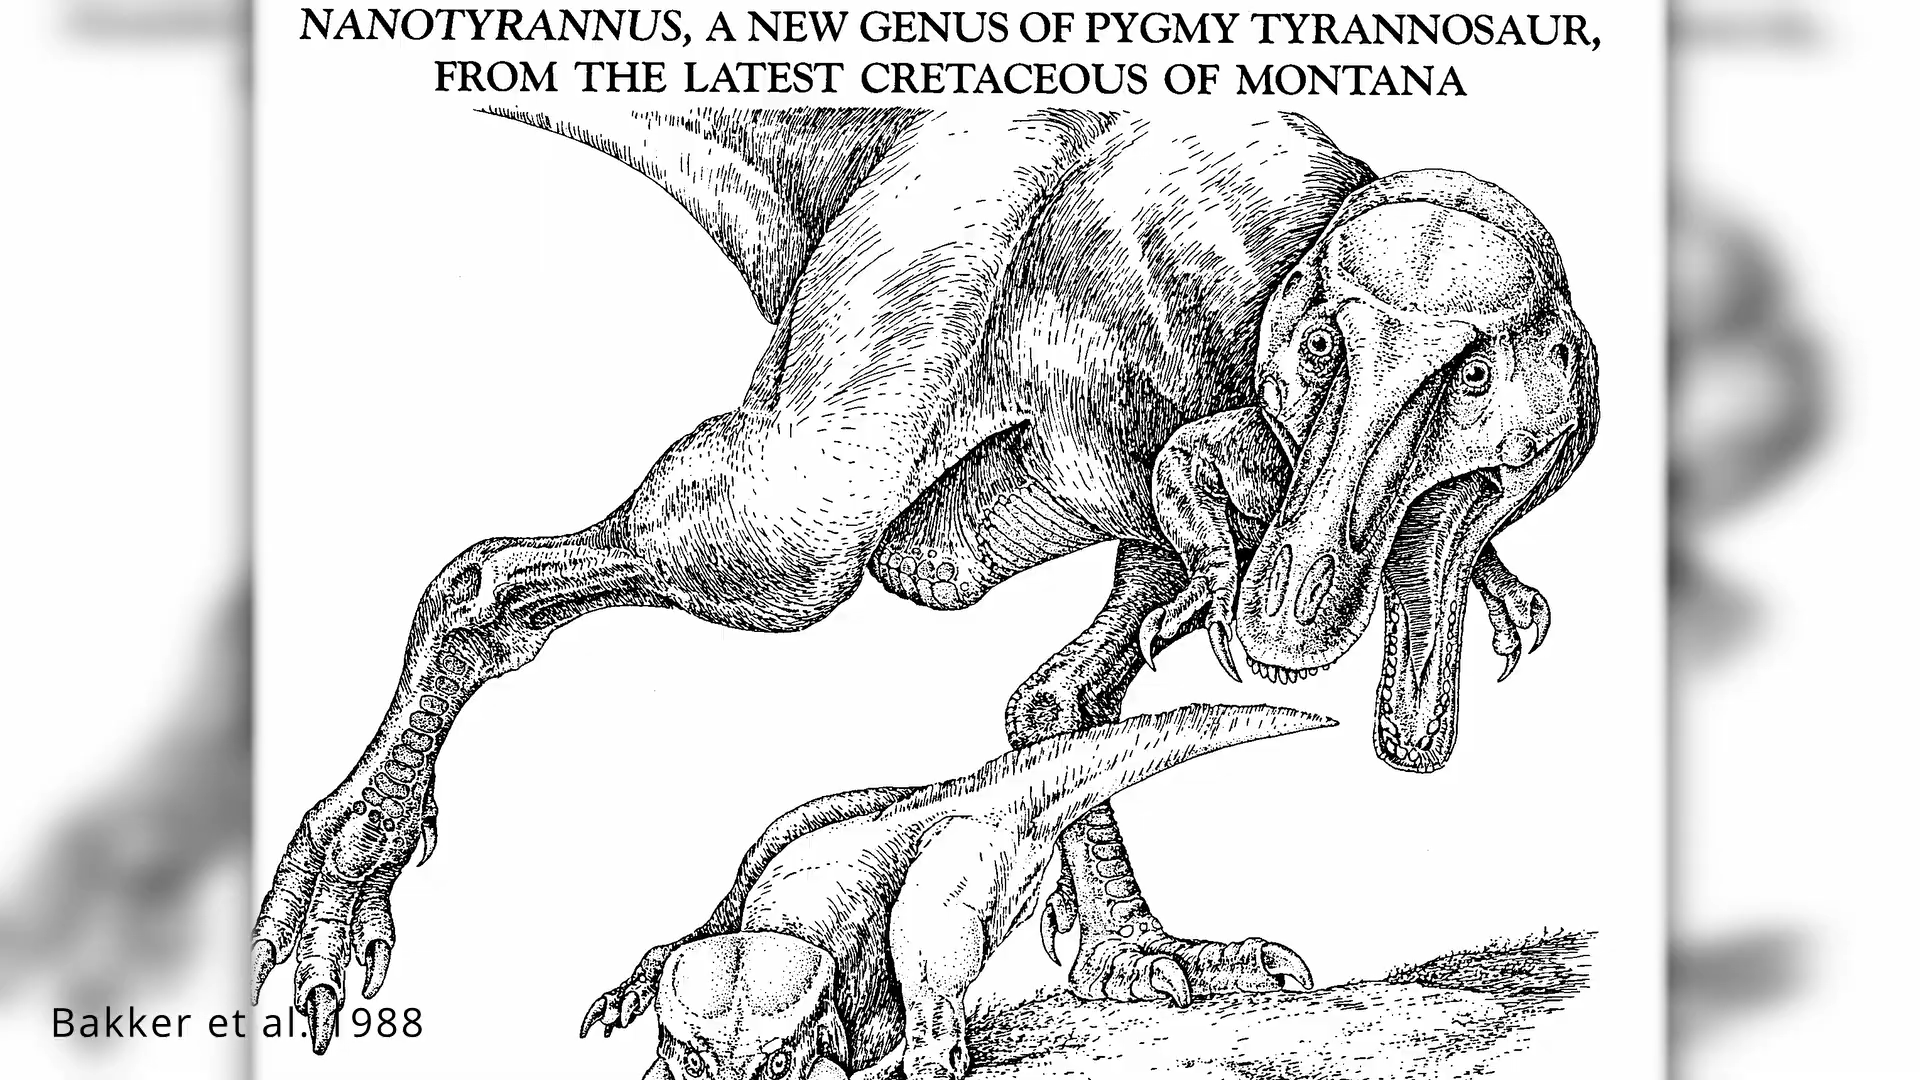 NANOTYRANNUS, A NEW GENUS OF PYGMY TYRANNOSAUR,
FROM THE LATEST CRETACEOUS OF MONTANA
Bakker et al. 1988